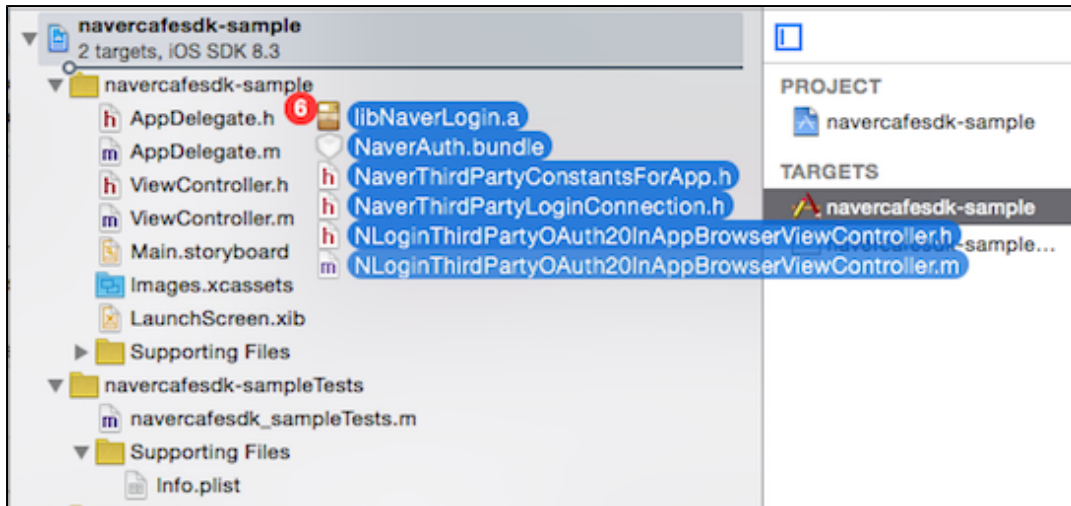 navercafesdk-sample
2 targets, iOS SDK 8.3
navercafesdk-sample
AppDelegate.h
AppDelegate.m
ViewController.h
ViewController.m
Main.storyboard
Images.xcassets
LaunchScreen.xib
Supporting Files
navercafesdk-sampleTests
navercafesdk_sampleTests.m
Supporting Files
Info.plist
6
libNaverLogin.a
NaverAuth.bundle
NaverThirdPartyConstantsForApp.h
NaverThirdPartyLoginConnection.h
NLoginThirdPartyOAuth20InAppBrowserViewController.h
NLoginThirdPartyOAuth20InAppBrowserViewController.m
PROJECT
navercafesdk-sample
TARGETS
navercafesdk-sample
navercafesdk-sample...